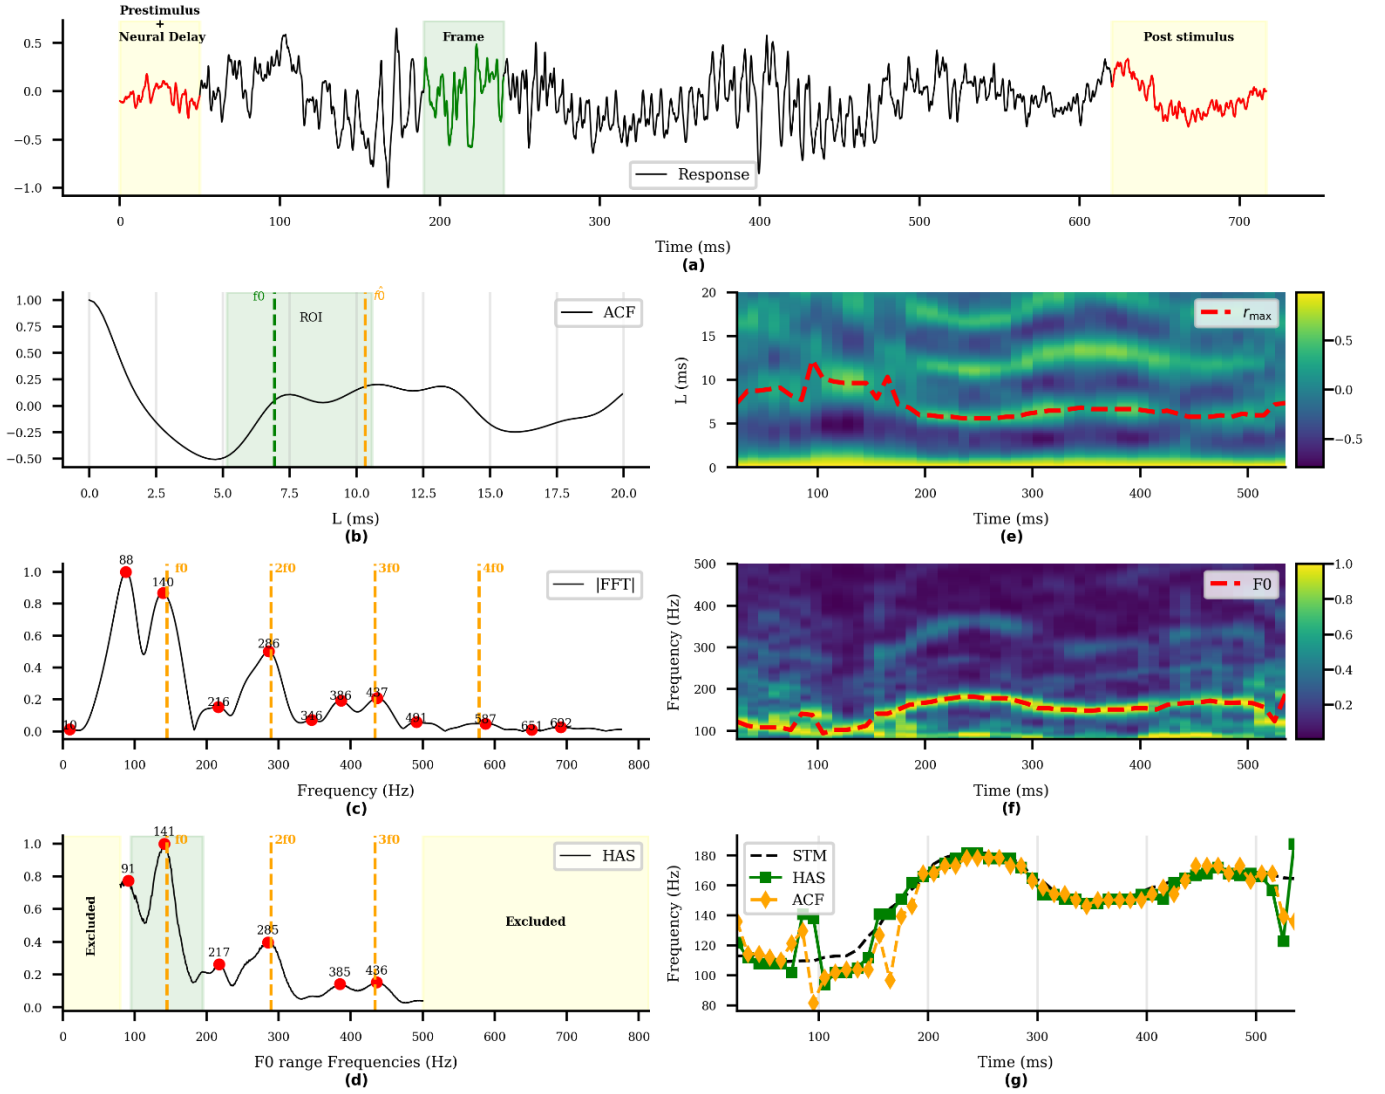 Prestimulus
+
Neural Delay
Frame
Post stimulus
0.5
0.0
−0.5
−1.0
Response
0 100 200 300 400 500 600 700
Time (ms)
(a)
f0
f̂0
ROI
ACF
1.00
0.75
0.50
0.25
0.00
−0.25
−0.50
0.0 2.5 5.0 7.5 10.0 12.5 15.0 17.5 20.0
L (ms)
(b)
r max
20
15
10
5
0
L (ms)
0.0
−0.5
100 200 300 400 500
Time (ms)
(e)
88
140
f0 2f0 3f0 4f0
|FFT|
1.0
0.8
0.6
0.4
0.2
0.0
10 216 286 346 386 437 491 587 651 692
0 100 200 300 400 500 600 700 800
Frequency (Hz)
(c)
F0
500
400
300
200
100
Frequency (Hz)
1.0
0.8
0.6
0.4
0.2
100 200 300 400 500
Time (ms)
(f)
141
91
f0 2f0 3f0
HAS
Excluded
Excluded
1.0
0.8
0.6
0.4
0.2
0.0
217 285 385 436
0 100 200 300 400 500 600 700 800
F0 range Frequencies (Hz)
(d)
STM
HAS
ACF
180
160
140
120
100
80
Frequency (Hz)
100 200 300 400 500
Time (ms)
(g)